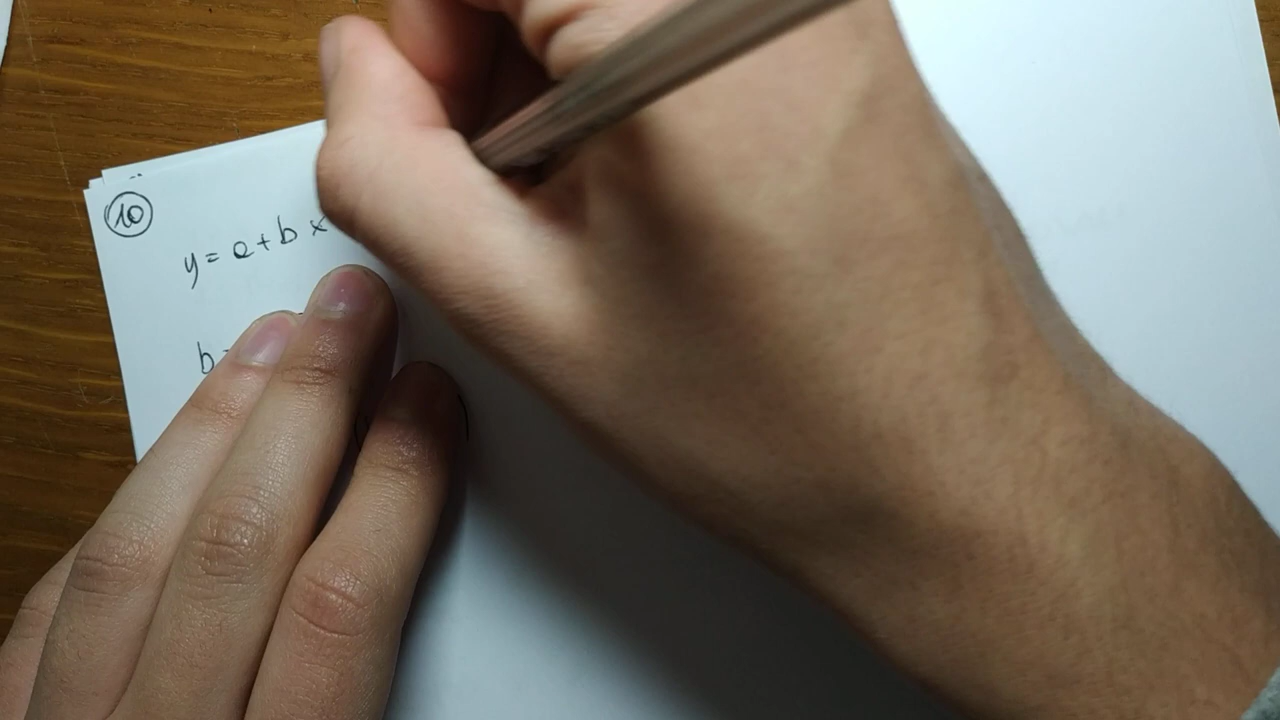 10
y = a + b x
b =